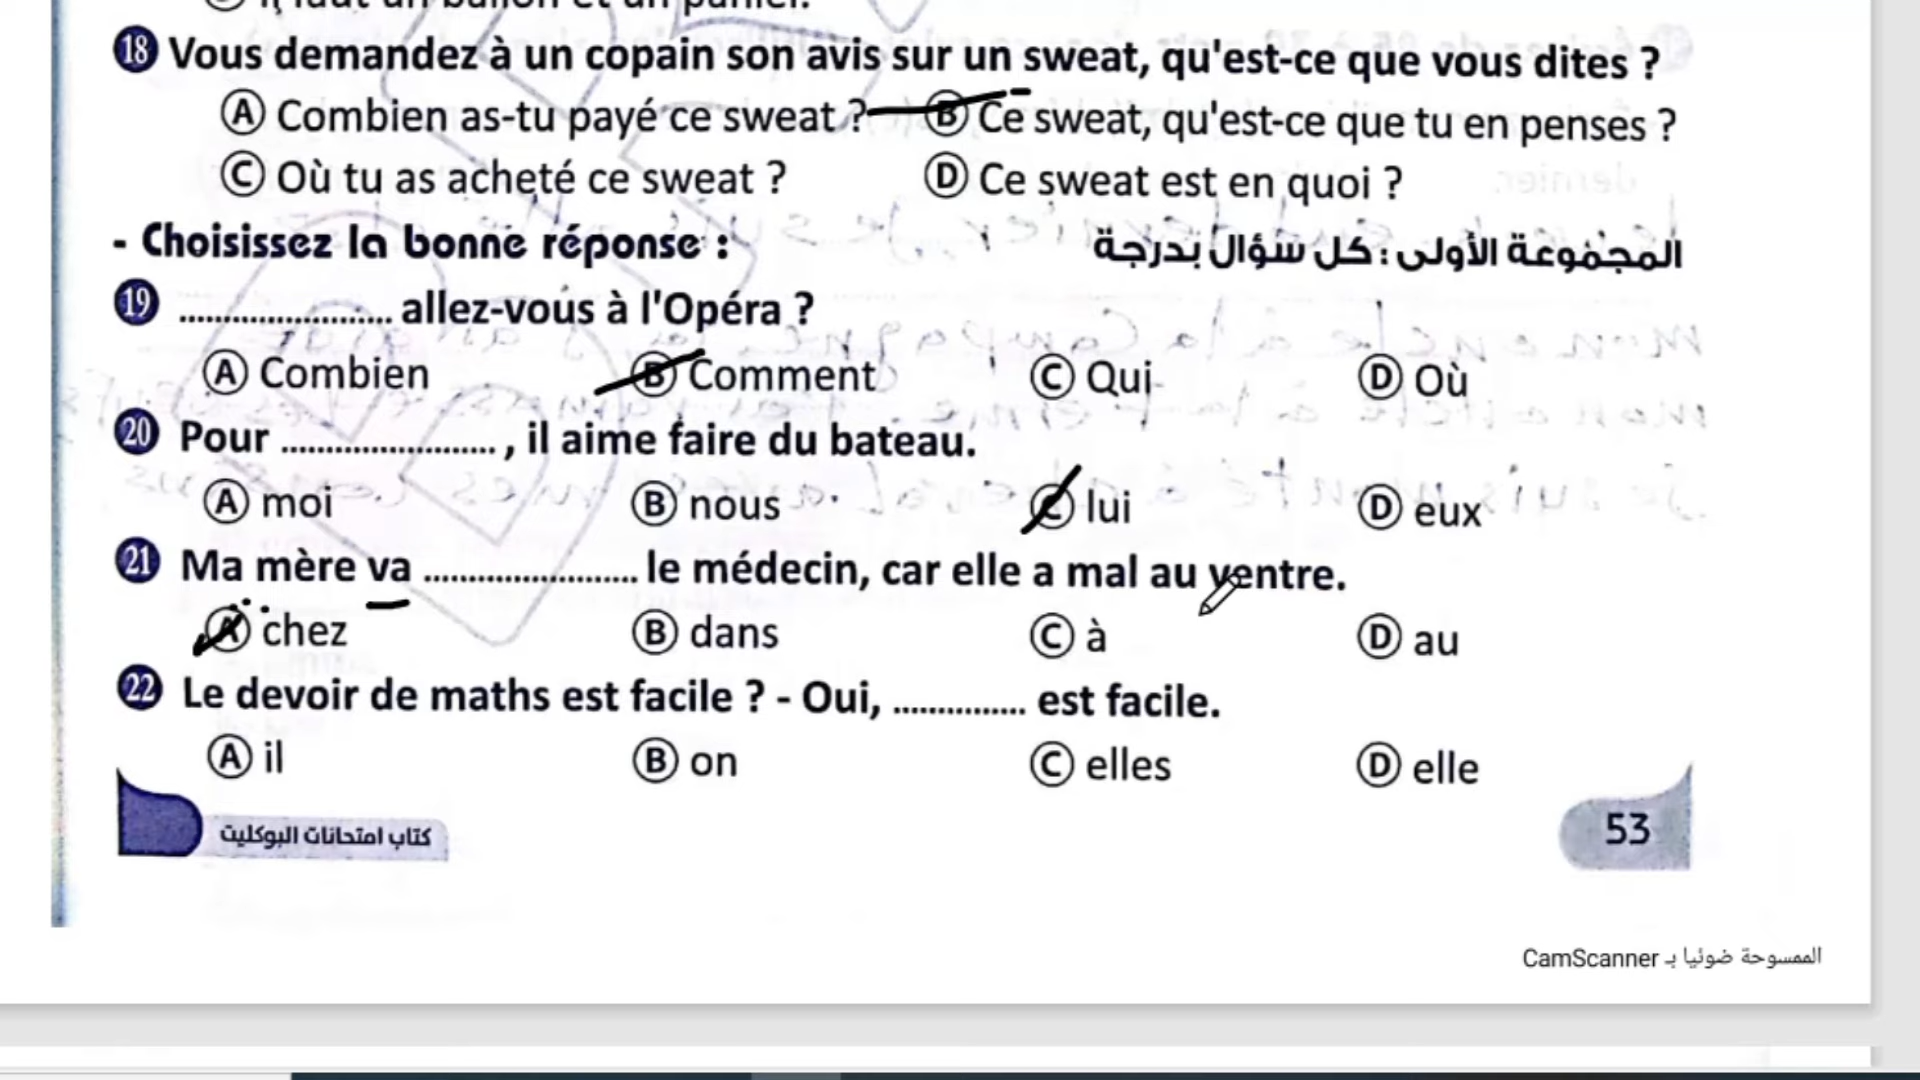 18 Vous demandez à un copain son avis sur un sweat, qu'est-ce que vous dites ?
A Combien as-tu payé ce sweat ? B Ce sweat, qu'est-ce que tu en penses ?
C Où tu as acheté ce sweat ? D Ce sweat est en quoi ?
- Choisissez la bonne réponse : المجموعة الأولى : كل سؤال بدرجة
19 ........................ allez-vous à l'Opéra ?
A Combien B Comment C Qui D Où
20 Pour ........................ , il aime faire du bateau.
A moi B nous C lui D eux
21 Ma mère va ........................ le médecin, car elle a mal au ventre.
A chez B dans C à D au
22 Le devoir de maths est facile ? - Oui, ............... est facile.
A il B on C elles D elle
كتاب امتحانات البوكليت 53
الممسوحة ضوئيا بـ CamScanner